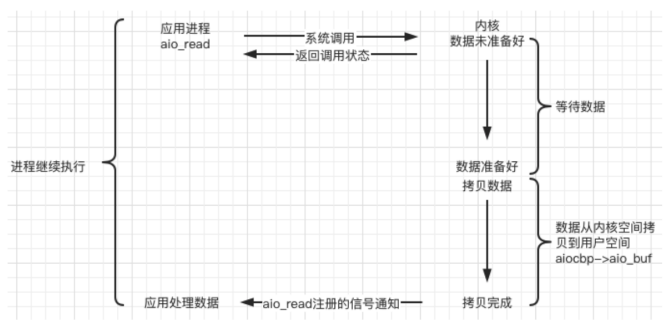 应用进程
aio_read
系统调用
返回调用状态
内核
数据未准备好
等待数据
进程继续执行
数据准备好
拷贝数据
数据从内核空间拷
贝到用户空间
aiocbp->aio_buf
应用处理数据
aio_read注册的信号通知
拷贝完成